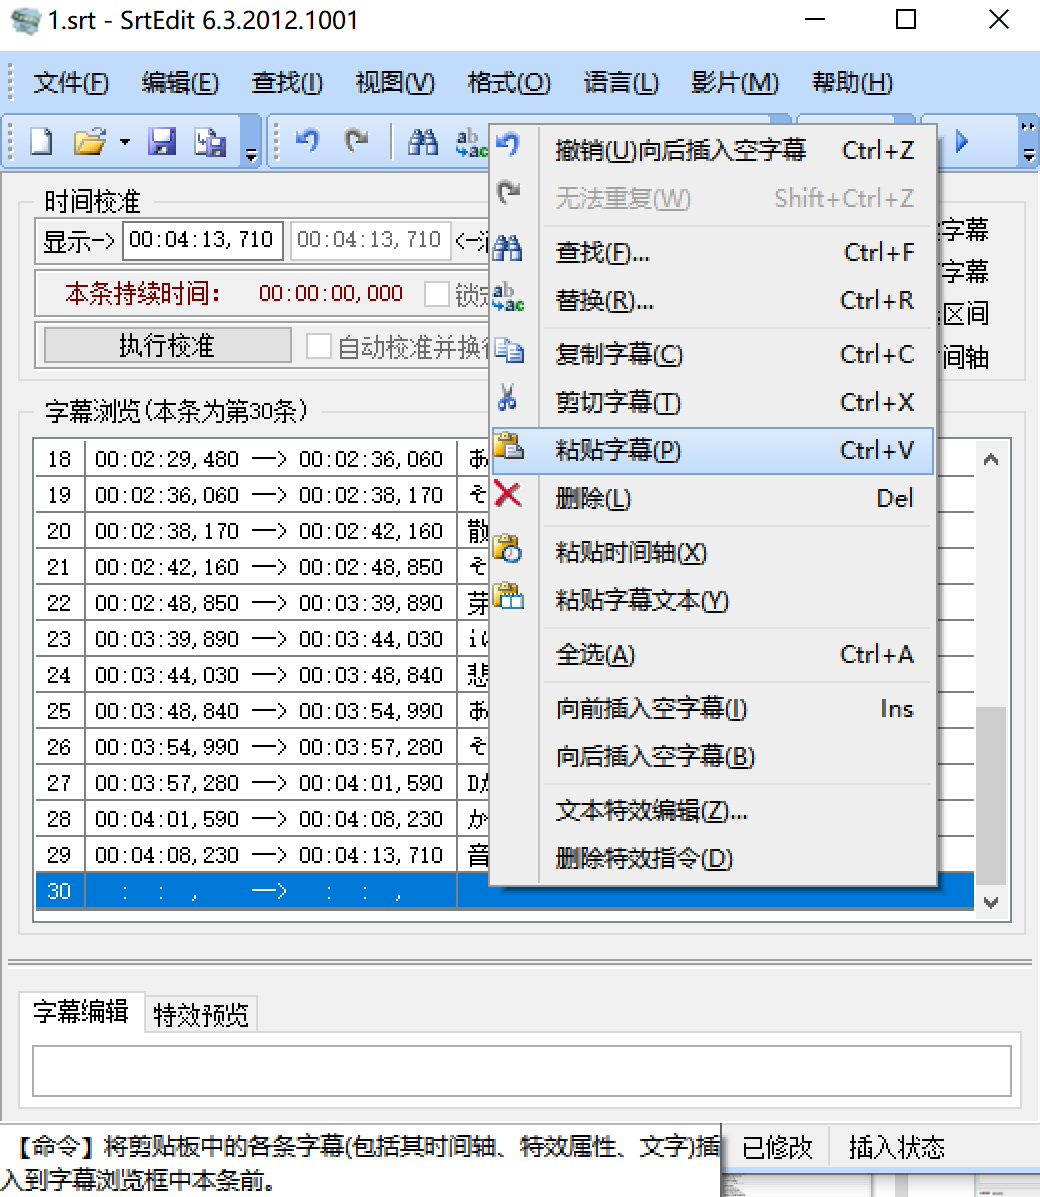 1.srt - SrtEdit 6.3.2012.1001
文件(F) 编辑(E) 查找(I) 视图(V) 格式(O) 语言(L) 影片(M) 帮助(H)
时间校准
显示-> 00:04:13,710 00:04:13,710 <-
字幕
本条持续时间: 00:00:00,000 锁定
字幕
区间
执行校准 自动校准并换行
间轴
撤销(U)向后插入空字幕 Ctrl+Z
无法重复(W) Shift+Ctrl+Z
查找(F)... Ctrl+F
替换(R)... Ctrl+R
复制字幕(C) Ctrl+C
剪切字幕(T) Ctrl+X
粘贴字幕(P) Ctrl+V
删除(L) Del
粘贴时间轴(X)
粘贴字幕文本(Y)
全选(A) Ctrl+A
向前插入空字幕(I) Ins
向后插入空字幕(B)
文本特效编辑(Z)...
删除特效指令(D)
字幕浏览(本条为第30条)
18 00:02:29,480 —> 00:02:36,060 あ
19 00:02:36,060 —> 00:02:38,170 そ
20 00:02:38,170 —> 00:02:42,160 散
21 00:02:42,160 —> 00:02:48,850 そ
22 00:02:48,850 —> 00:03:39,890 芽
23 00:03:39,890 —> 00:03:44,030
24 00:03:44,030 —> 00:03:48,840 悲
25 00:03:48,840 —> 00:03:54,990 あ
26 00:03:54,990 —> 00:03:57,280 そ
27 00:03:57,280 —> 00:04:01,590
28 00:04:01,590 —> 00:04:08,230 か
29 00:04:08,230 —> 00:04:13,710 音
30 : : , —> : : ,
字幕编辑 特效预览
【命令】将剪贴板中的各条字幕(包括其时间轴、特效属性、文字)插
入到字幕浏览框中本条前。
已修改 插入状态